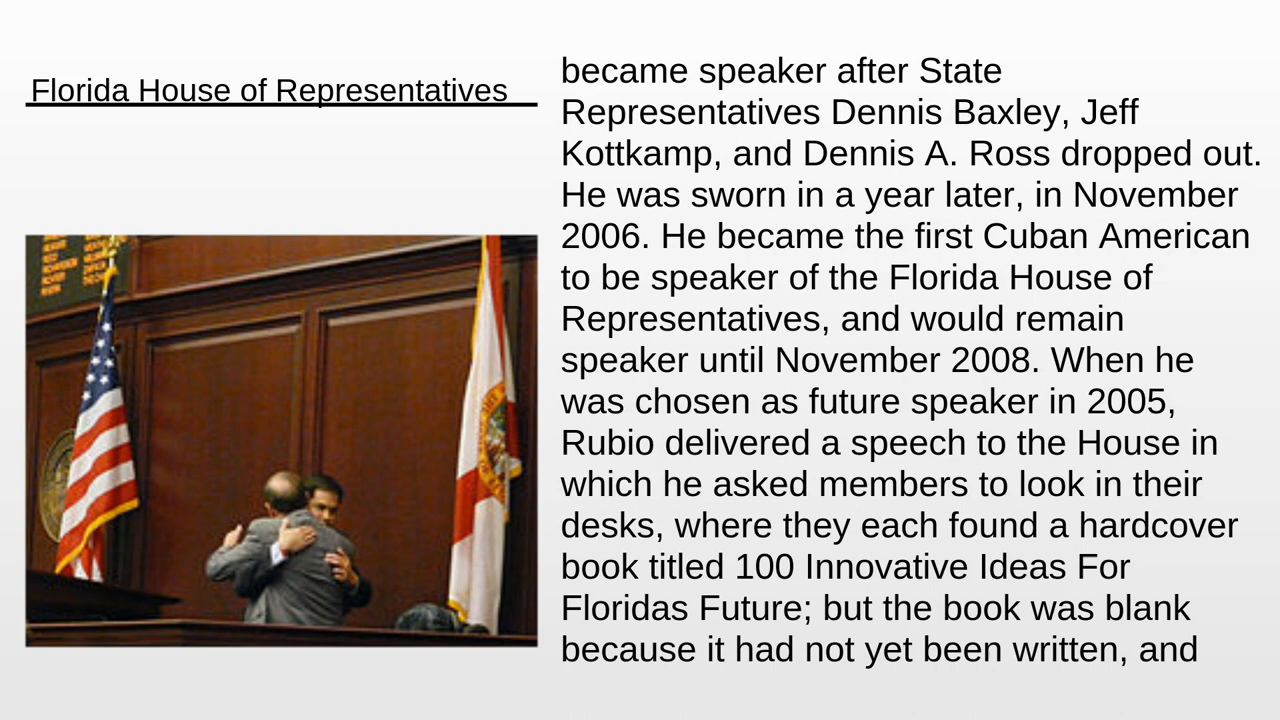 Florida House of Representatives
became speaker after State
Representatives Dennis Baxley, Jeff
Kottkamp, and Dennis A. Ross dropped out.
He was sworn in a year later, in November
2006. He became the first Cuban American
to be speaker of the Florida House of
Representatives, and would remain
speaker until November 2008. When he
was chosen as future speaker in 2005,
Rubio delivered a speech to the House in
which he asked members to look in their
desks, where they each found a hardcover
book titled 100 Innovative Ideas For
Floridas Future; but the book was blank
because it had not yet been written, and